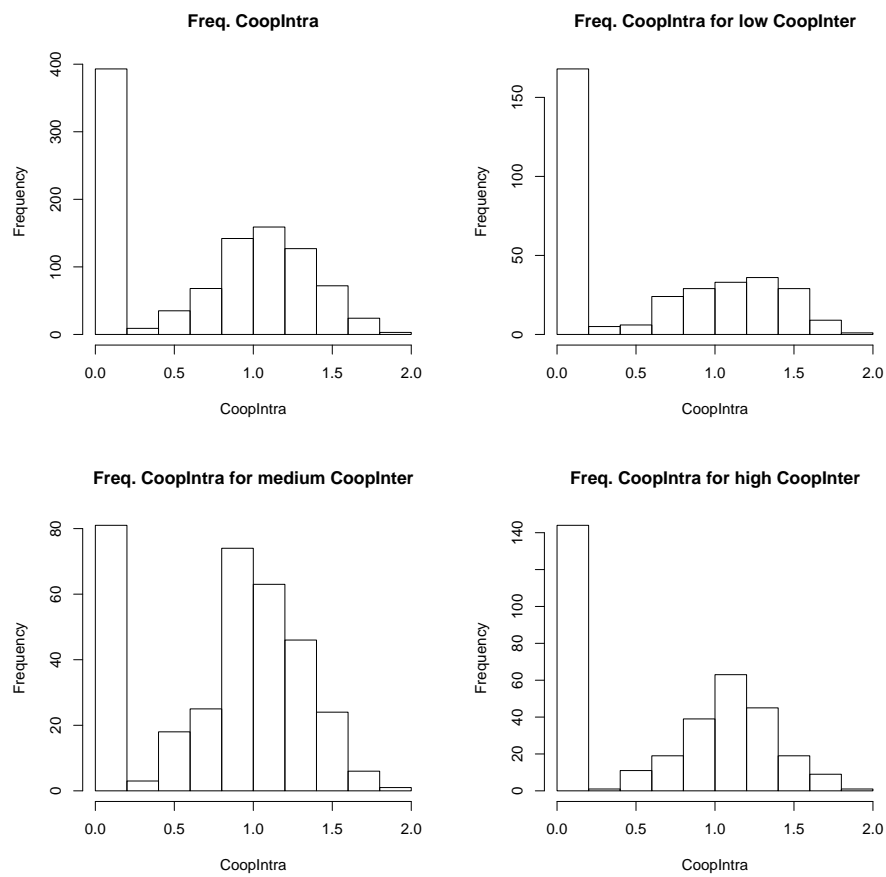 Freq. CoopIntra
Frequency
0
100
200
300
400
0.0 0.5 1.0 1.5 2.0
CoopIntra
Freq. CoopIntra for low CoopInter
Frequency
0
50
100
150
0.0 0.5 1.0 1.5 2.0
CoopIntra
Freq. CoopIntra for medium CoopInter
Frequency
0
20
40
60
80
0.0 0.5 1.0 1.5 2.0
CoopIntra
Freq. CoopIntra for high CoopInter
Frequency
0
20
40
60
80
100
140
0.0 0.5 1.0 1.5 2.0
CoopIntra